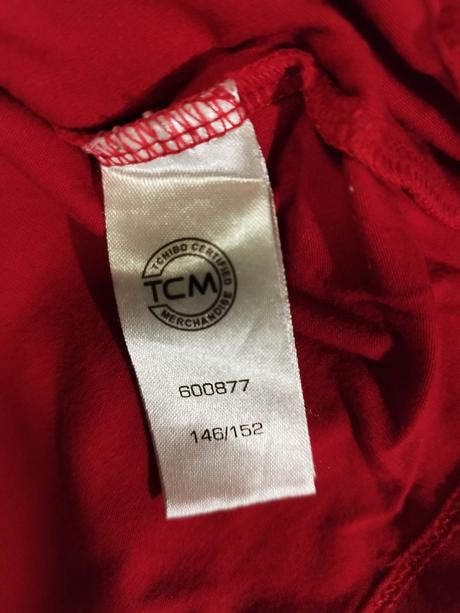 TCHIBO CERTIFIED
TCM
MERCHANDISE
600877
146/152